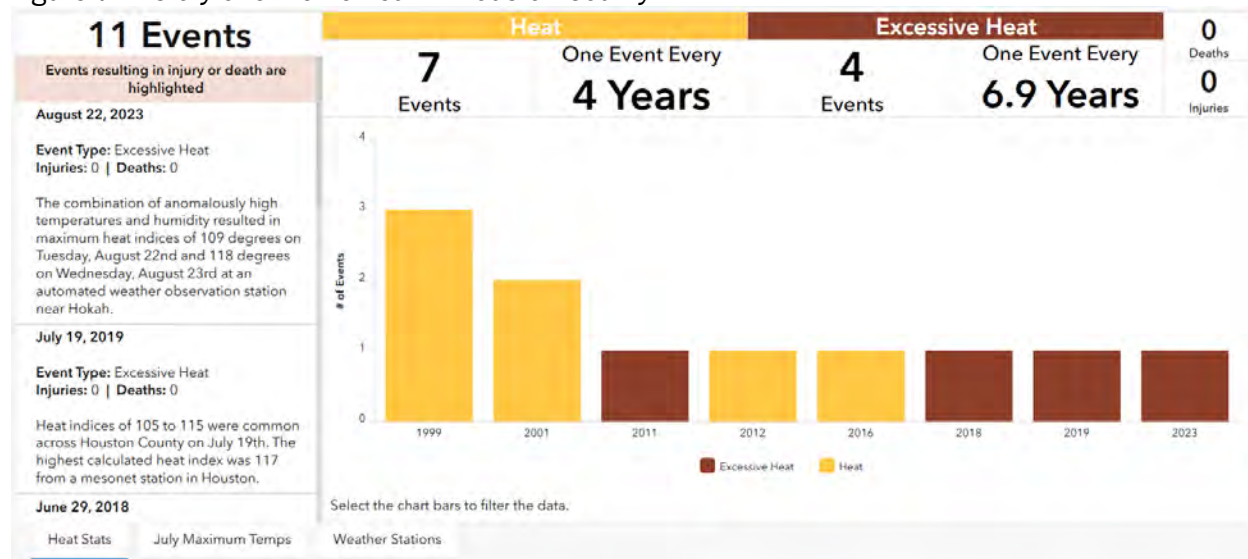 11 Events
Events resulting in injury or death are
highlighted
August 22, 2023
Event Type: Excessive Heat
Injuries: 0 | Deaths: 0
The combination of anomalously high
temperatures and humidity resulted in
maximum heat indices of 109 degrees on
Tuesday, August 22nd and 118 degrees
on Wednesday, August 23rd at an
automated weather observation station
near Hokah.
July 19, 2019
Event Type: Excessive Heat
Injuries: 0 | Deaths: 0
Heat indices of 105 to 115 were common
across Houston County on July 19th. The
highest calculated heat index was 117
from a mesonet station in Houston.
June 29, 2018
Heat
7
Events
One Event Every
4 Years
Excessive Heat
4
Events
One Event Every
6.9 Years
0
Deaths
0
Injuries
# of Events
4
3
2
1
0
1999 2001 2011 2012 2016 2018 2019 2023
Excessive Heat Heat
Select the chart bars to filter the data.
Heat Stats July Maximum Temps Weather Stations